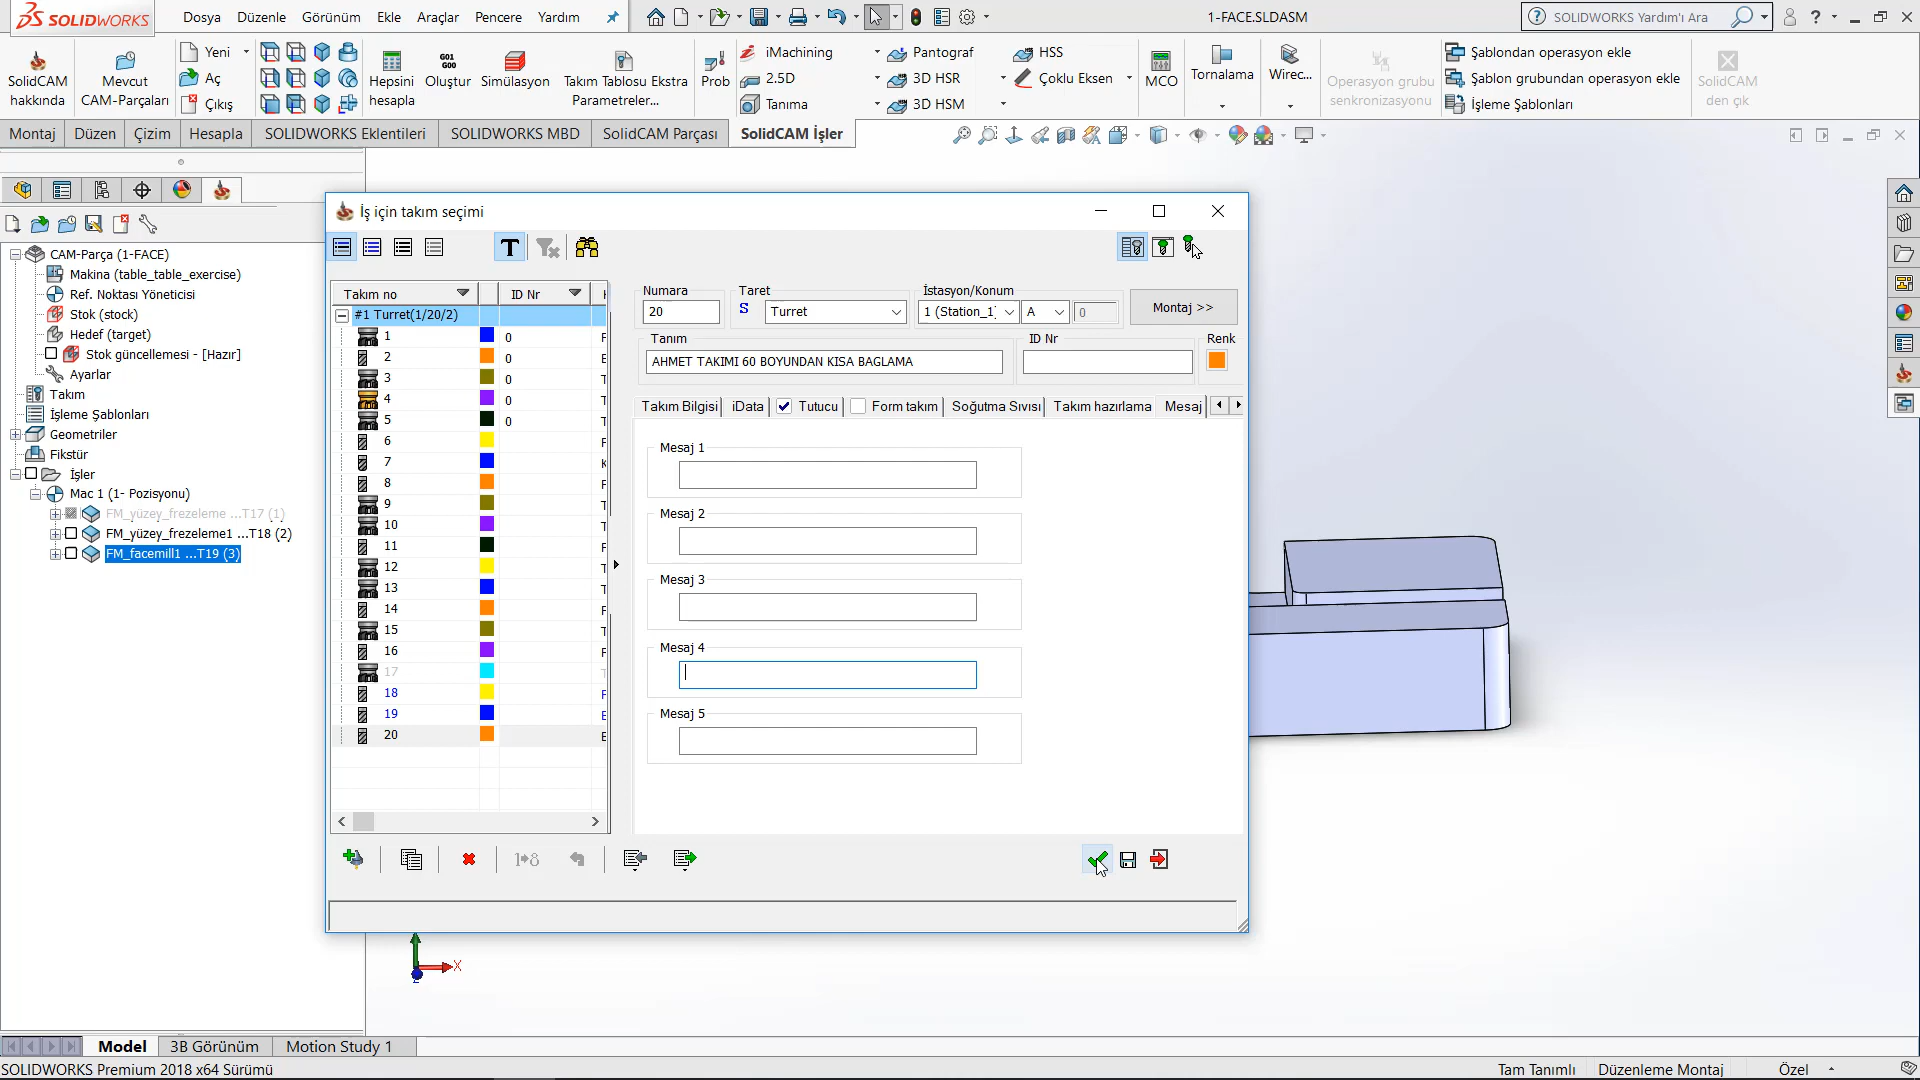 SOLIDWORKS
Dosya Düzenle Görünüm Ekle Araçlar Pencere Yardım
1-FACE.SLDASM
SOLIDWORKS Yardım'ı Ara
SolidCAM hakkında
Mevcut CAM-Parçaları
Yeni
Aç
Çıkış
Hepsini hesapla
G01 G00
Oluştur
Simülasyon
Takım Tablosu Ekstra Parametreler...
Prob
iMachining
2.5D
Tanıma
Pantograf
3D HSR
3D HSM
HSS
Çoklu Eksen
MCO
Tornalama
Wirec...
Operasyon grubu senkronizasyonu
Şablondan operasyon ekle
Şablon grubundan operasyon ekle
İşleme Şablonları
SolidCAM den çık
Montaj Düzen Çizim Hesapla SOLIDWORKS Eklentileri SOLIDWORKS MBD SolidCAM Parçası SolidCAM İşler
CAM-Parça (1-FACE)
Makina (table_table_exercise)
Ref. Noktası Yöneticisi
Stok (stock)
Hedef (target)
Stok güncellemesi - [Hazır]
Ayarlar
Takım
İşleme Şablonları
Geometriler
Fikstür
İşler
Mac 1 (1- Pozisyonu)
FM_yüzey_frezeleme ...T17 (1)
FM_yüzey_frezeleme1 ...T18 (2)
FM_facemill1 ...T19 (3)
İş için takım seçimi
T
Takım no ID Nr
#1 Turret(1/20/2)
1 0
2 0
3 0
4 0
5 0
6
7
8
9
10
11
12
13
14
15
16
17
18
19
20
Numara Taret İstasyon/Konum
20 S Turret 1 (Station_1) A 0 Montaj >>
Tanım ID Nr Renk
AHMET TAKIMI 60 BOYUNDAN KISA BAGLAMA
Takım Bilgisi iData Tutucu Form takım Soğutma Sıvısı Takım hazırlama Mesaj
Mesaj 1
Mesaj 2
Mesaj 3
Mesaj 4
Mesaj 5
X
Z
Model 3B Görünüm Motion Study 1
SOLIDWORKS Premium 2018 x64 Sürümü
Tam Tanımlı Düzenleme Montaj Özel